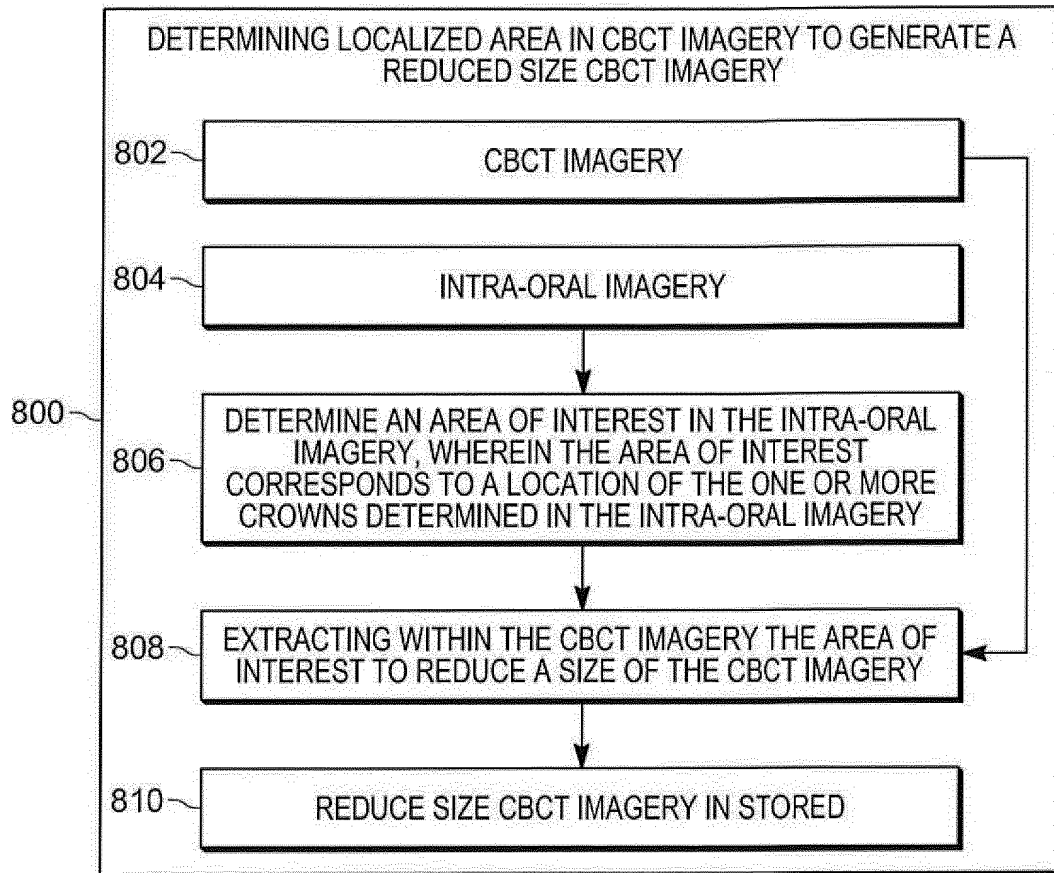 DETERMINING LOCALIZED AREA IN CBCT IMAGERY TO GENERATE A
REDUCED SIZE CBCT IMAGERY
802
CBCT IMAGERY
804
INTRA-ORAL IMAGERY
800
806
DETERMINE AN AREA OF INTEREST IN THE INTRA-ORAL
IMAGERY, WHEREIN THE AREA OF INTEREST
CORRESPONDS TO A LOCATION OF THE ONE OR MORE
CROWNS DETERMINED IN THE INTRA-ORAL IMAGERY
808
EXTRACTING WITHIN THE CBCT IMAGERY THE AREA OF
INTEREST TO REDUCE A SIZE OF THE CBCT IMAGERY
810
REDUCE SIZE CBCT IMAGERY IN STORED